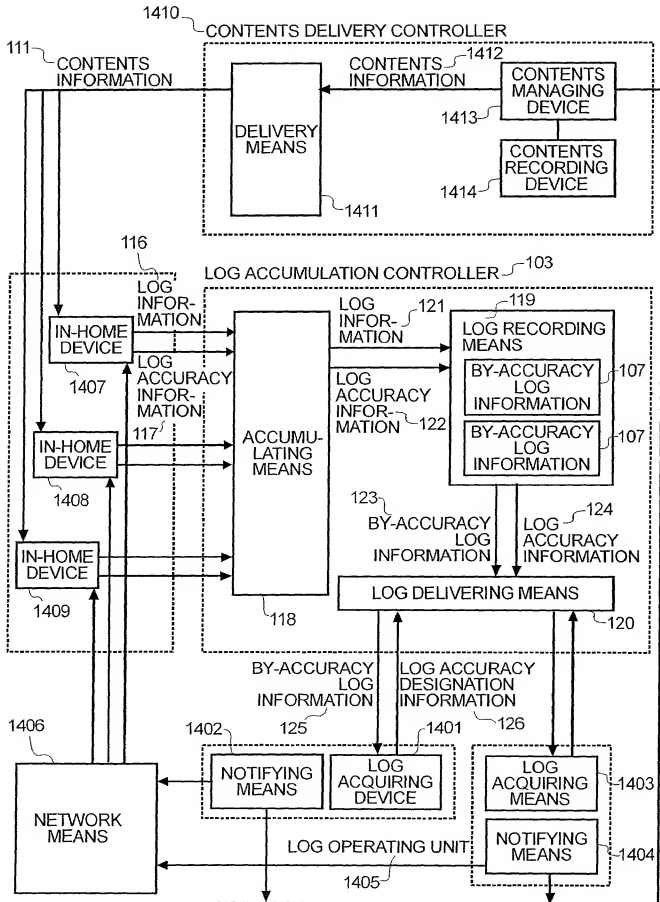 1410
CONTENTS DELIVERY CONTROLLER
111
CONTENTS
INFORMATION
CONTENTS
INFORMATION
1412
DELIVERY
MEANS
1411
CONTENTS
MANAGING
DEVICE
1413
CONTENTS
RECORDING
DEVICE
1414
116
LOG ACCUMULATION CONTROLLER
103
LOG
INFOR-
MATION
IN-HOME
DEVICE
1407
LOG
ACCURACY
INFOR-
MATION
117
IN-HOME
DEVICE
1408
IN-HOME
DEVICE
1409
ACCUMU-
LATING
MEANS
118
LOG
INFOR-
MATION
121
LOG
ACCURACY
INFOR-
MATION
122
119
LOG RECORDING
MEANS
BY-ACCURACY
LOG
INFORMATION
107
BY-ACCURACY
LOG
INFORMATION
107
123
BY-ACCURACY
LOG
INFORMATION
124
LOG
ACCURACY
INFORMATION
LOG DELIVERING MEANS
120
BY-ACCURACY
LOG
INFORMATION
125
LOG ACCURACY
DESIGNATION
INFORMATION
126
1406
NETWORK
MEANS
1402
NOTIFYING
MEANS
1401
LOG
ACQUIRING
DEVICE
LOG
ACQUIRING
MEANS
1403
NOTIFYING
MEANS
1404
LOG OPERATING UNIT
1405